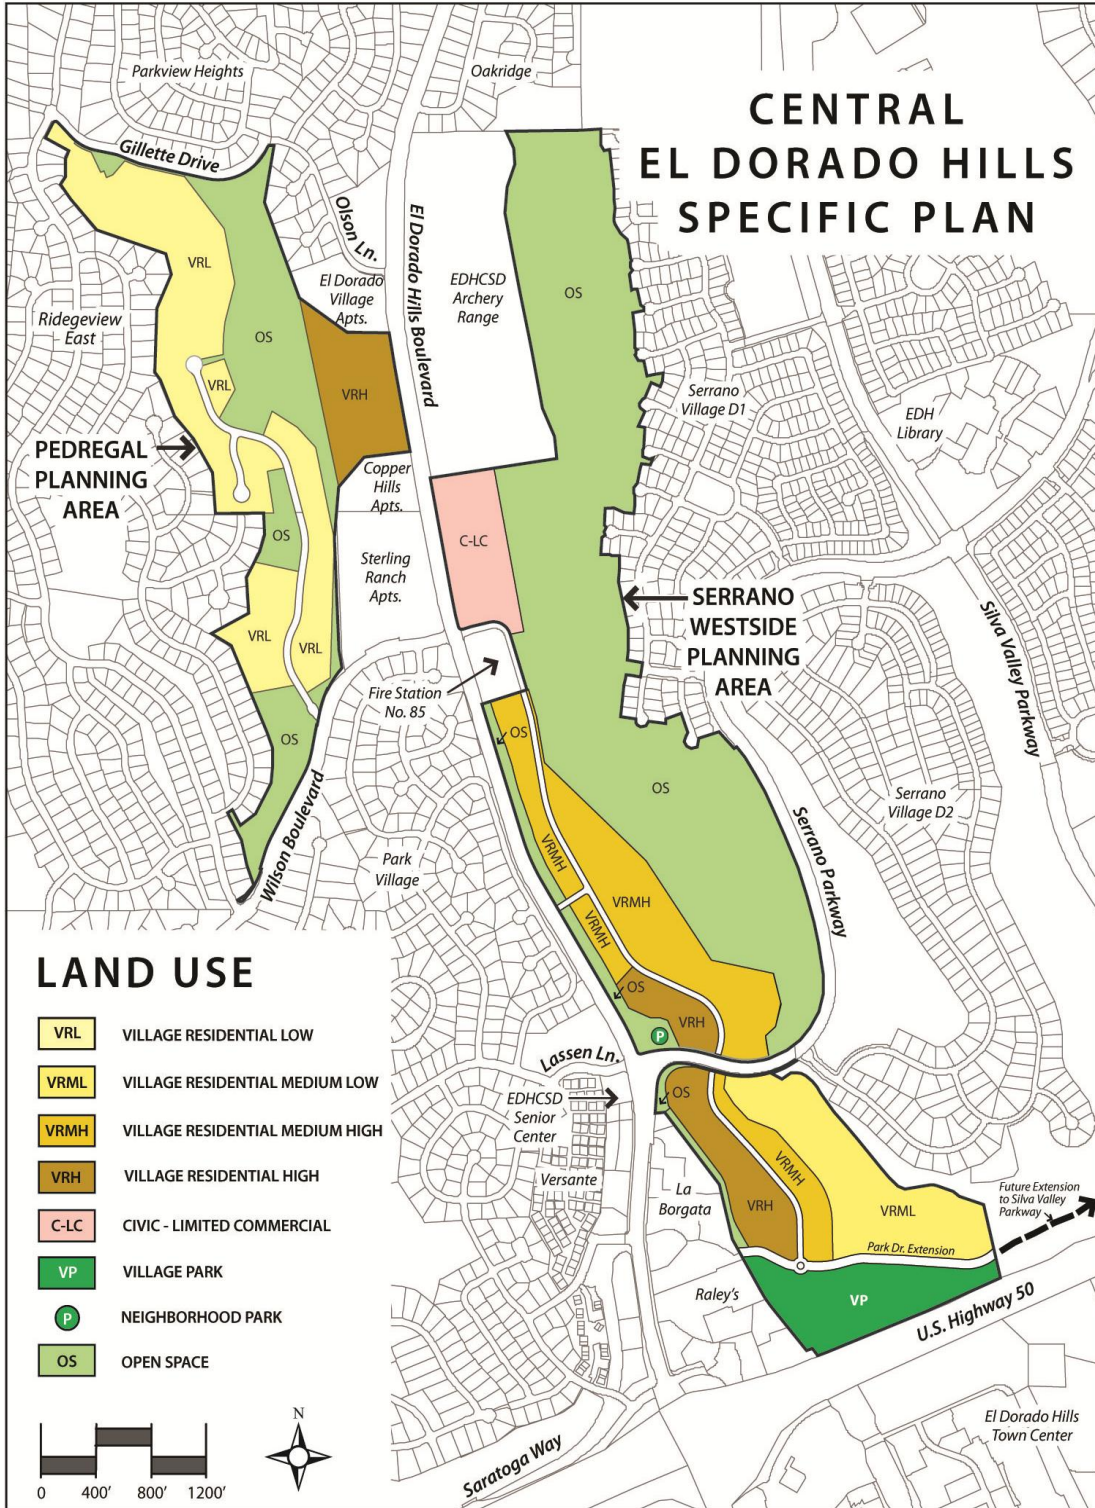 CENTRAL
EL DORADO HILLS
SPECIFIC PLAN
Parkview Heights
Oakridge
Gillette Drive
Olson Ln.
El Dorado Hills Boulevard
El Dorado
Village
Apts.
EDHCSD
Archery
Range
OS
VRL
OS
Ridegeview
East
VRL
VRH
Serrano
Village D1
EDH
Library
PEDREGAL
PLANNING
AREA
Copper
Hills
Apts.
OS
C-LC
Sterling
Ranch
Apts.
SERRANO
WESTSIDE
PLANNING
AREA
Silva Valley Parkway
VRL
VRL
Fire Station
No. 85
OS
OS
OS
Serrano Parkway
Serrano
Village D2
Wilson Boulevard
Park
Village
VRMH
VRMH
VRMH
OS
VRH
P
Lassen Ln.
EDHCSD
Senior
Center
OS
Versante
La
Borgata
VRMH
VRH
VRML
Future Extension
to Silva Valley
Parkway
Park Dr. Extension
Raley's
VP
U.S. Highway 50
Saratoga Way
El Dorado Hills
Town Center
LAND USE
VRL VILLAGE RESIDENTIAL LOW
VRML VILLAGE RESIDENTIAL MEDIUM LOW
VRMH VILLAGE RESIDENTIAL MEDIUM HIGH
VRH VILLAGE RESIDENTIAL HIGH
C-LC CIVIC - LIMITED COMMERCIAL
VP VILLAGE PARK
P NEIGHBORHOOD PARK
OS OPEN SPACE
0 400' 800' 1200'
N